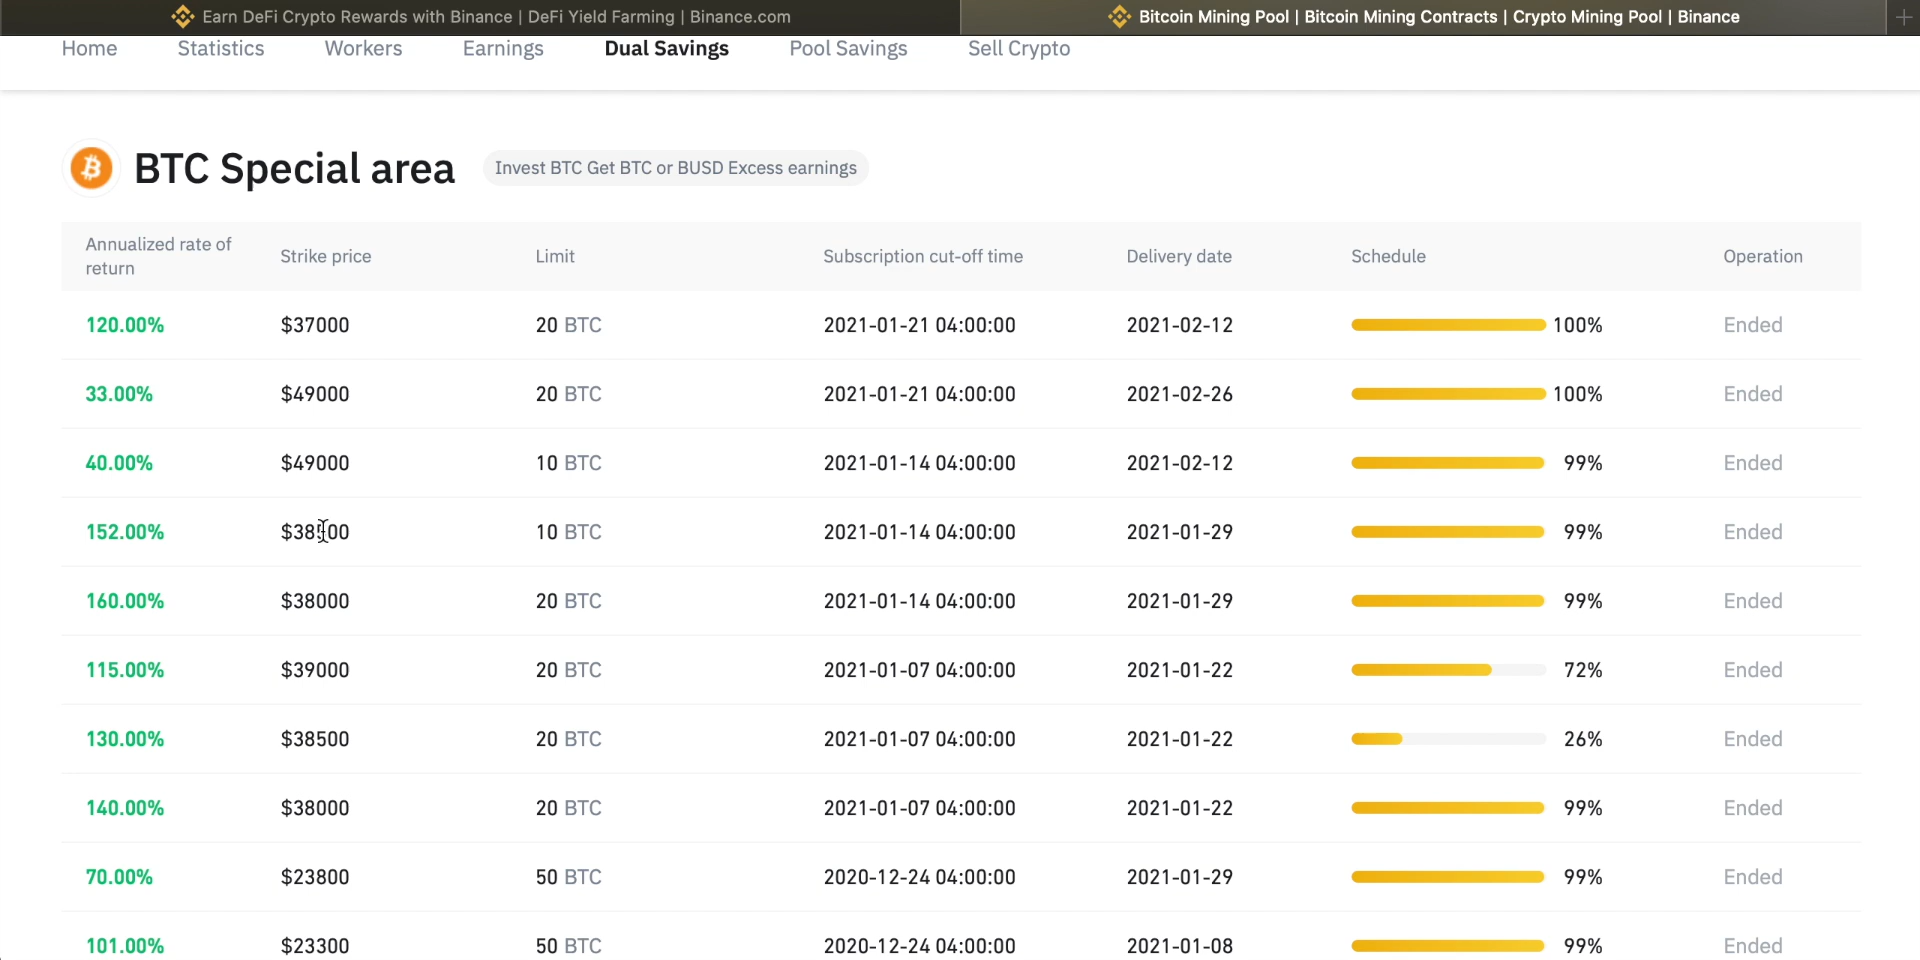 Earn DeFi Crypto Rewards with Binance | DeFi Yield Farming | Binance.com
Bitcoin Mining Pool | Bitcoin Mining Contracts | Crypto Mining Pool | Binance
Home Statistics Workers Earnings Dual Savings Pool Savings Sell Crypto
BTC Special area Invest BTC Get BTC or BUSD Excess earnings
Annualized rate of
return
Strike price Limit Subscription cut-off time Delivery date Schedule Operation
120.00% $37000 20 BTC 2021-01-21 04:00:00 2021-02-12 100% Ended
33.00% $49000 20 BTC 2021-01-21 04:00:00 2021-02-26 100% Ended
40.00% $49000 10 BTC 2021-01-14 04:00:00 2021-02-12 99% Ended
152.00% 10 BTC 2021-01-14 04:00:00 2021-01-29 99% Ended
160.00% $38000 20 BTC 2021-01-14 04:00:00 2021-01-29 99% Ended
115.00% $39000 20 BTC 2021-01-07 04:00:00 2021-01-22 72% Ended
130.00% $38500 20 BTC 2021-01-07 04:00:00 2021-01-22 26% Ended
140.00% $38000 20 BTC 2021-01-07 04:00:00 2021-01-22 99% Ended
70.00% $23800 50 BTC 2020-12-24 04:00:00 2021-01-29 99% Ended
101.00% $23300 50 BTC 2020-12-24 04:00:00 2021-01-08 99% Ended